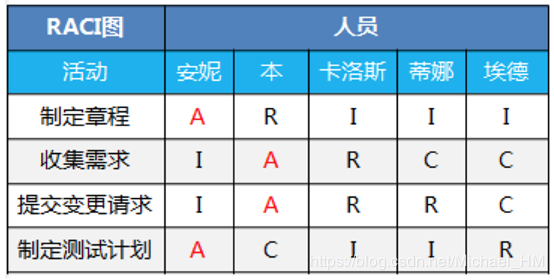 RACI图 人员
活动 安妮 本 卡洛斯 蒂娜 埃德
制定章程 A R I I I
收集需求 I A R C C
提交变更请求 I A R R C
制定测试计划 A C I I R
https://blog.csdn.net/Michael_HM